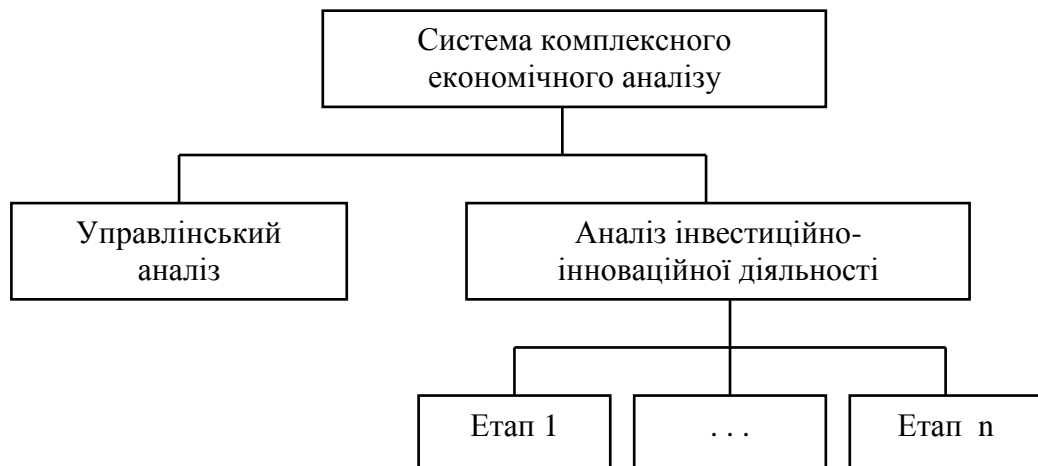 Система комплексного
економічного аналізу
Управлінський
аналіз
Аналіз інвестиційно-
інноваційної діяльності
Етап 1
. . .
Етап n